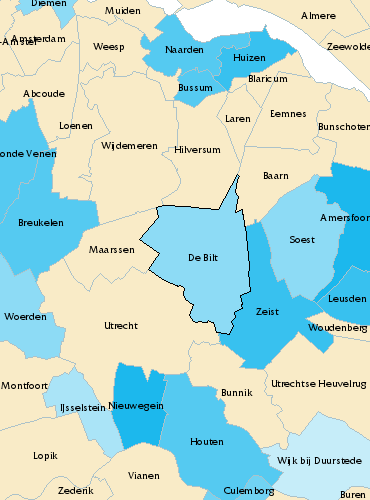 Diemen
Muiden
Almere
Amsterdam
-Amstel
Weesp
Naarden
Huizen
Zeewolde
Blaricum
Abcoude
Bussum
Laren
Eemnes
Bunschoten
Loenen
Wijdemeren
Hilversum
onde Venen
Baarn
Breukelen
Amersfoor
Soest
Maarssen
De Bilt
Leusden
Woerden
Zeist
Utrecht
Woudenberg
Montfoort
Utrechtse Heuvelrug
IJsselstein
Nieuwegein
Bunnik
Houten
Lopik
Wijk bij Duurstede
Vianen
Zederik
Culemborg
Buren